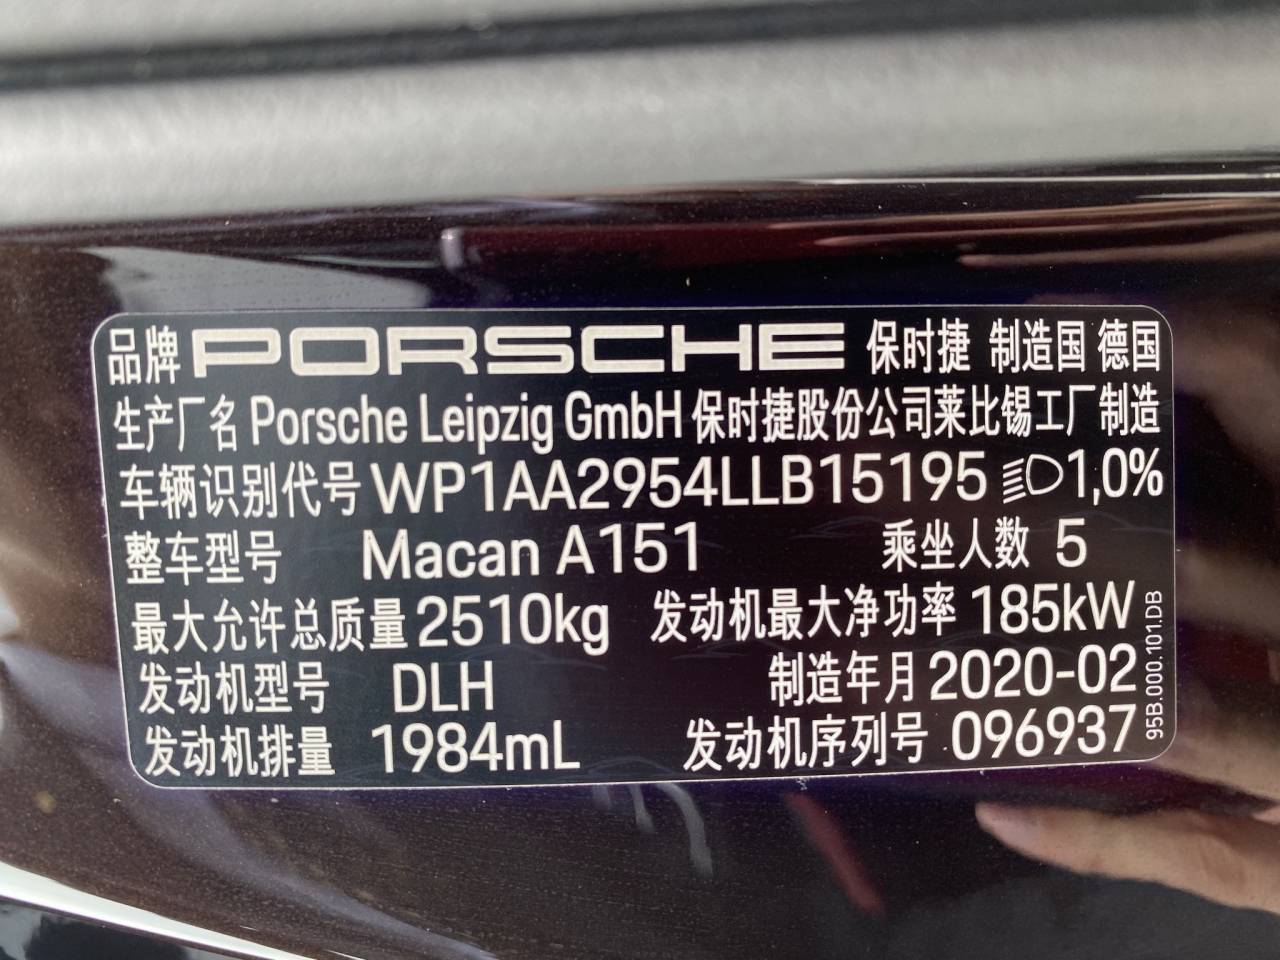 品牌 PORSCHE 保时捷 制造国 德国
生产厂名 Porsche Leipzig GmbH 保时捷股份公司莱比锡工厂制造
车辆识别代号 WP1AA2954LLB15195 1,0%
整车型号 Macan A151 乘坐人数 5
最大允许总质量 2510kg 发动机最大净功率 185kW
发动机型号 DLH 制造年月 2020-02
发动机排量 1984mL 发动机序列号 096937
95B.000.101.DB